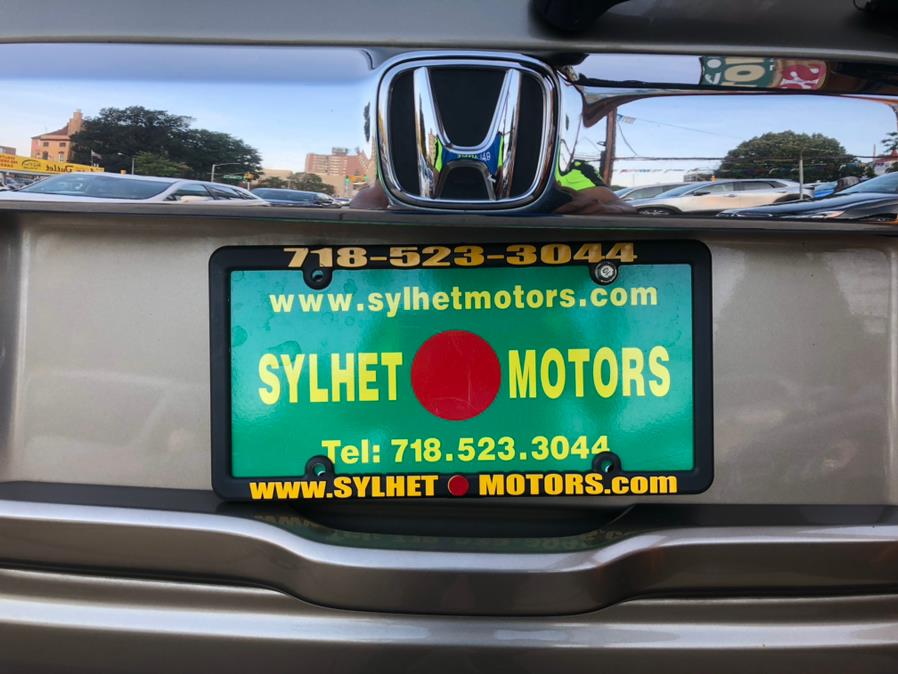 718-523-3044
www.sylhetmotors.com
SYLHET MOTORS
Tel: 718.523.3044
www.SYLHET MOTORS.com